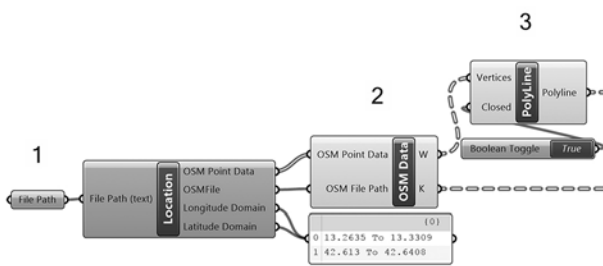 3
Vertices
Closed
PolyLine
Polyline
Boolean Toggle True
2
OSM Point Data
OSM File Path
OSM Data
W
K
1
File Path
File Path (text)
Location
OSM Point Data
OSMFile
Longitude Domain
Latitude Domain
{0}
0 13.2635 To 13.3309
1 42.613 To 42.6408